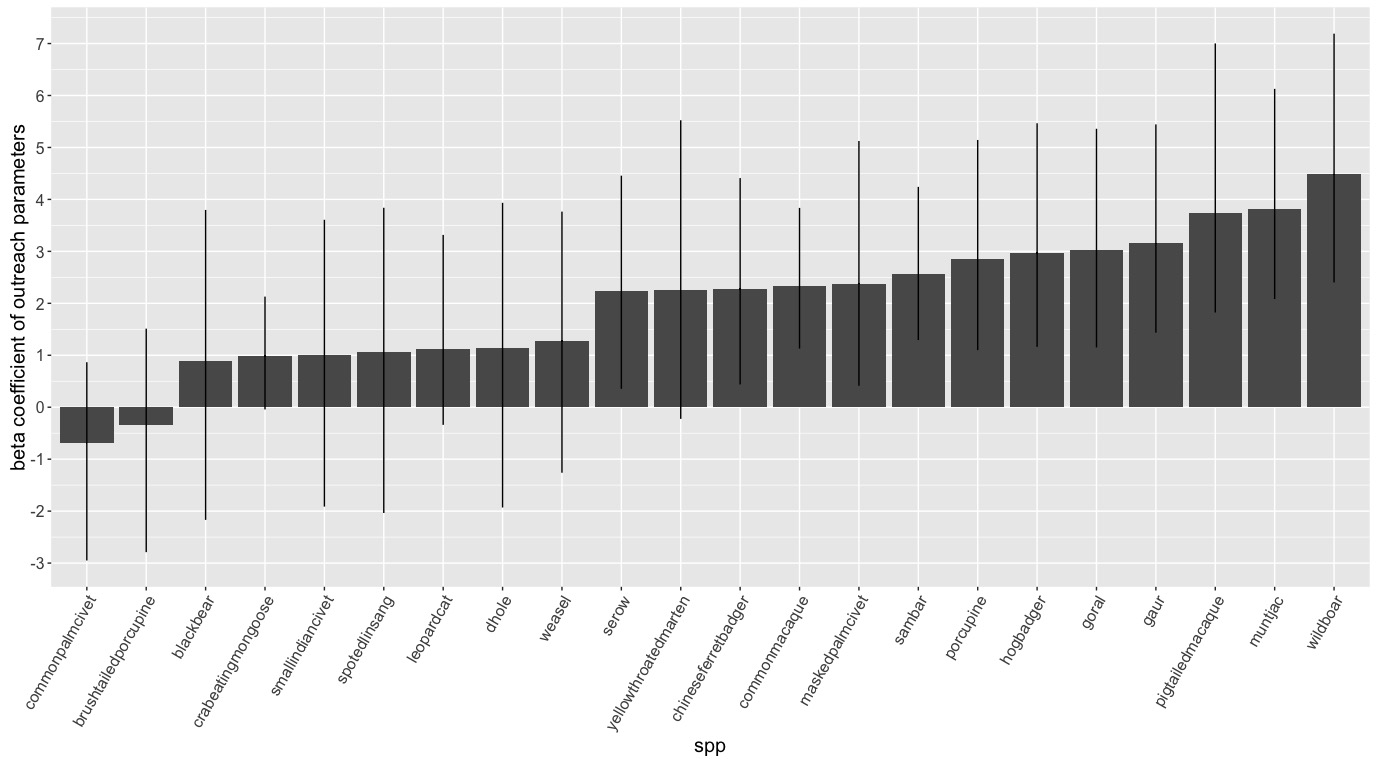 beta coefficient of outreach parameters
7
6
5
4
3
2
1
0
-1
-2
-3
commonpalmcivet
brushtailedporcupine
blackbear
crabeatingmongoose
smallindiancivet
spotedlinsang
leopardcat
dhole
weasel
serow
yellowthroatedmarten
chineseferretbadger
commonmacaque
maskedpalmcivet
sambar
porcupine
hogbadger
goral
gaur
pigtailedmacaque
muntjac
wildboar
spp